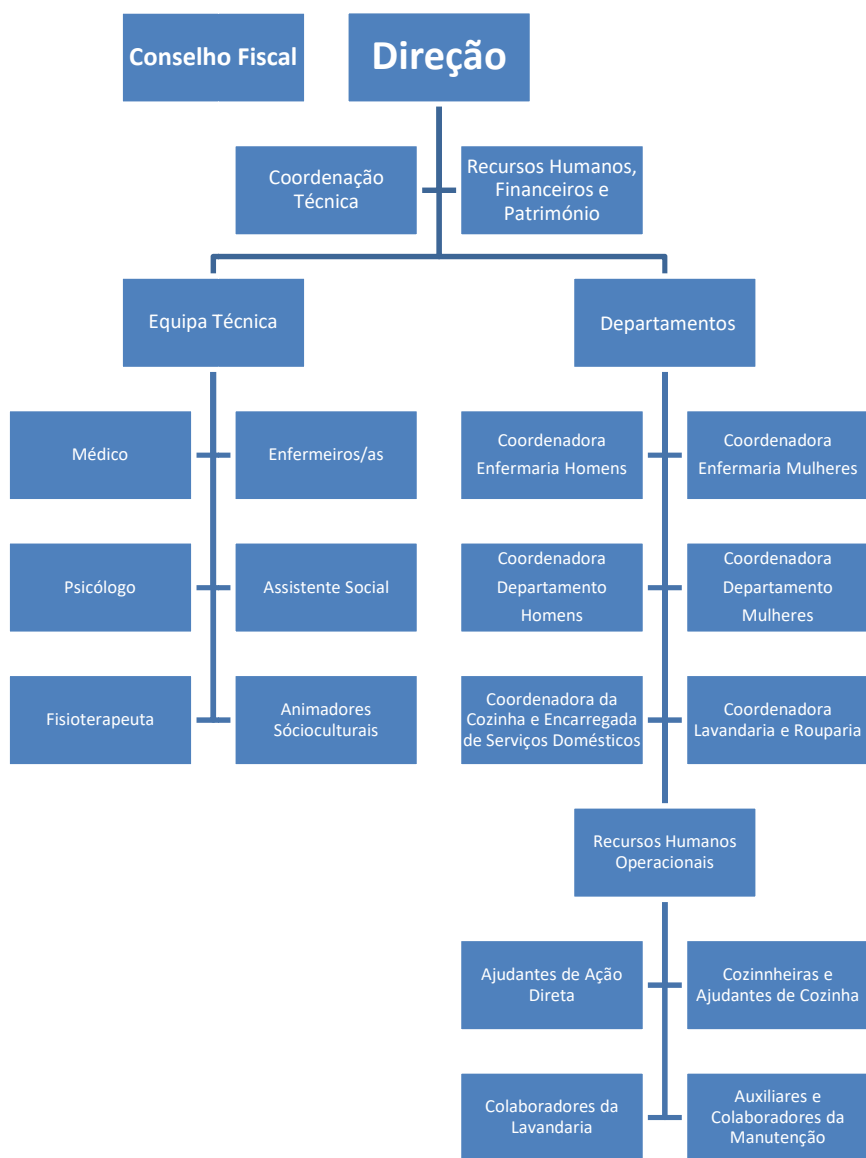 Conselho Fiscal
Direção
Coordenação
Técnica
Recursos Humanos,
Financeiros e
Património
Equipa Técnica
Departamentos
Médico
Enfermeiros/as
Coordenadora
Enfermaria Homens
Coordenadora
Enfermaria Mulheres
Psicólogo
Assistente Social
Coordenadora
Departamento
Homens
Coordenadora
Departamento
Mulheres
Fisioterapeuta
Animadores
Sócioculturais
Coordenadora da
Cozinha e Encarregada
de Serviços Domésticos
Coordenadora
Lavandaria e Rouparia
Recursos Humanos
Operacionais
Ajudantes de Ação
Direta
Cozinnheiras e
Ajudantes de Cozinha
Colaboradores da
Lavandaria
Auxiliares e
Colaboradores da
Manutenção